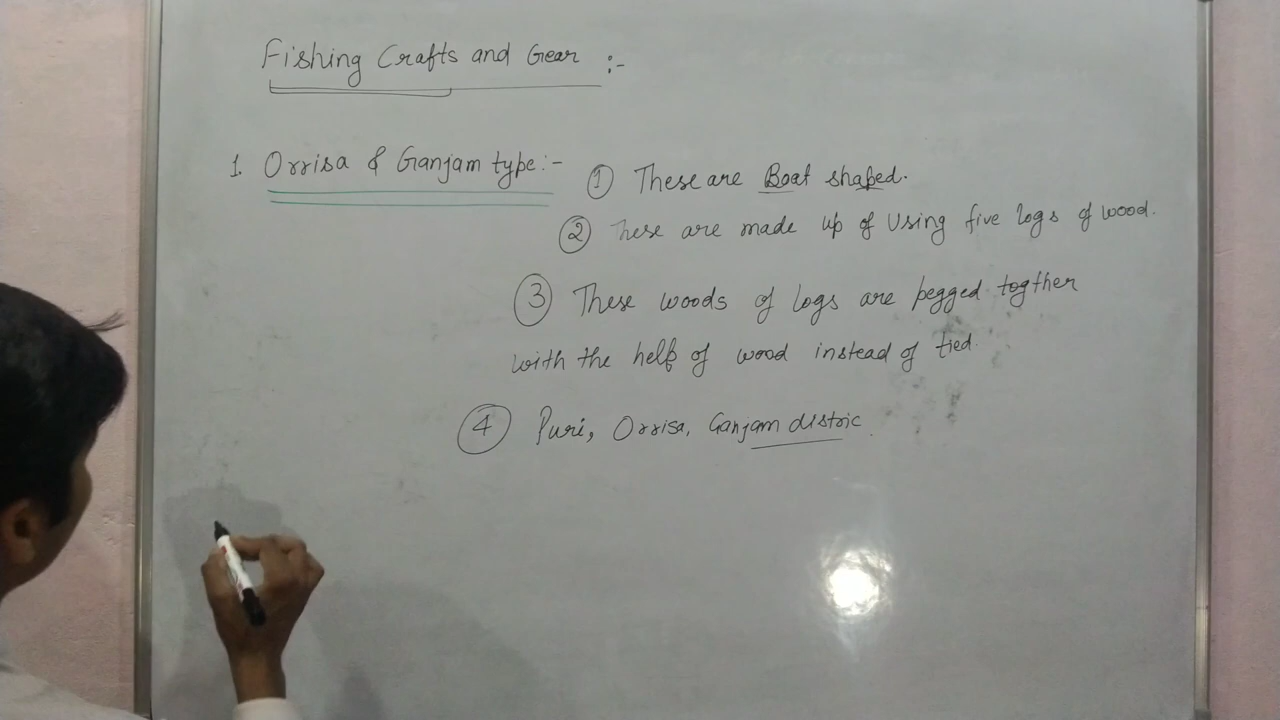 Fishing Crafts and Gear :-
1. Orrisa & Ganjam type :-
① These are Boat shaped.
② These are made up of Using five logs of wood.
③ These woods of logs are pegged togther
with the help of wood instead of tied.
④ Puri, Orrisa, Ganjam distric.